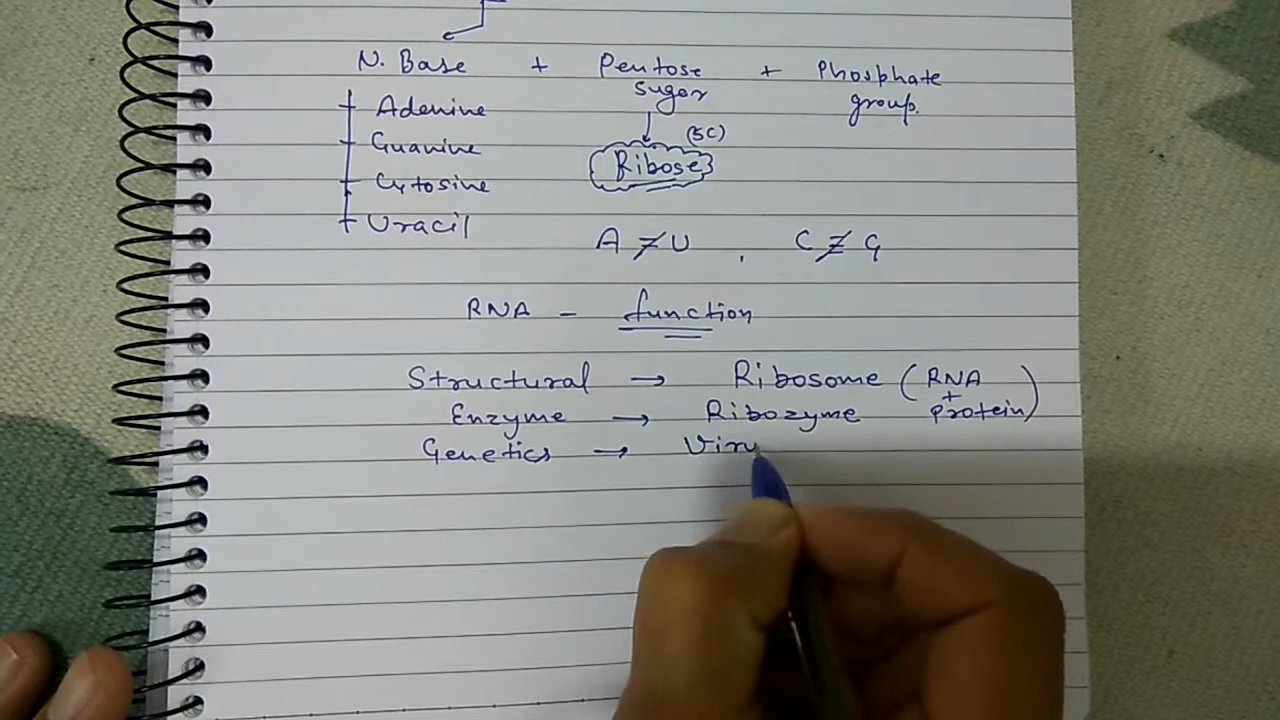 N. Base + Pentose sugar + Phosphate group.
Adenine
Guanine
Cytosine
Uracil
(5C)
Ribose
A ≠ U , C ≠ G
RNA - function
Structural → Ribosome (RNA + protein)
Enzyme → Ribozyme
Genetics → Viru